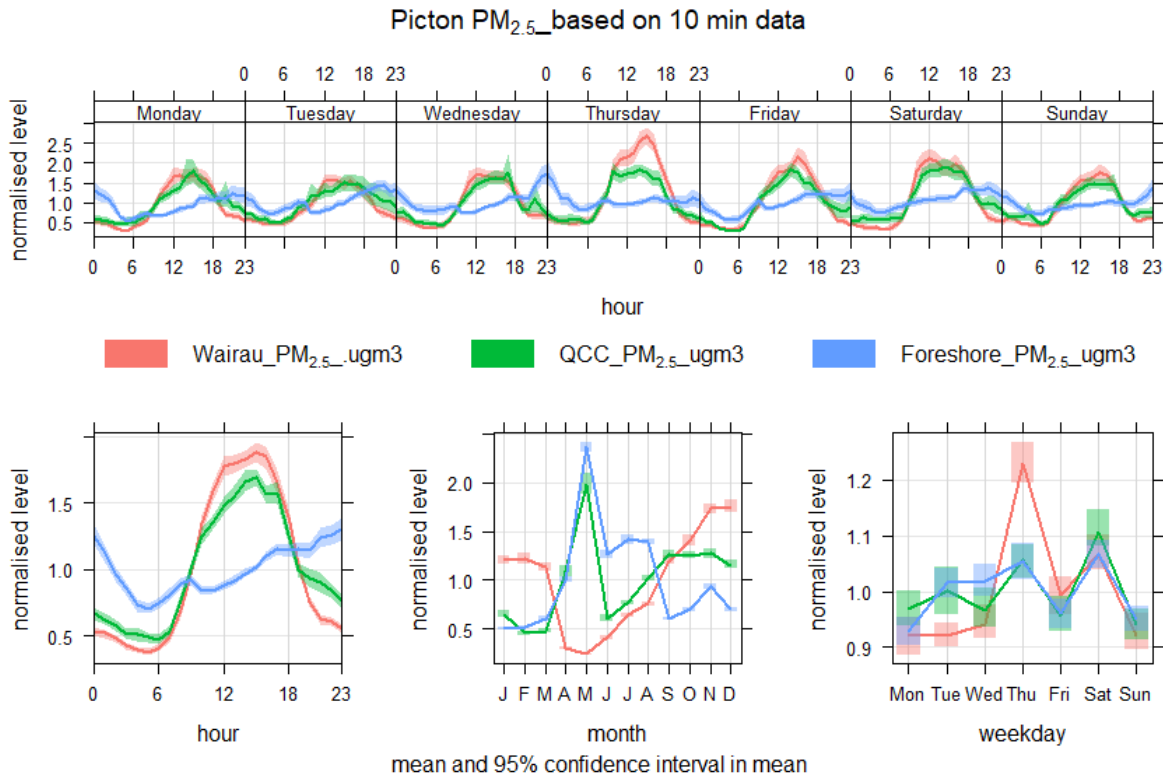 Picton PM2.5_based on 10 min data
0 6 12 18 23 0 6 12 18 23 0 6 12 18 23
Monday Tuesday Wednesday Thursday Friday Saturday Sunday
normalised level
2.5
2.0
1.5
1.0
0.5
0 6 12 18 23 0 6 12 18 23 0 6 12 18 23 0 6 12 18 23
hour
Wairau_PM2.5_.ugm3 QCC_PM2.5_ugm3 Foreshore_PM2.5_ugm3
normalised level
1.5
1.0
0.5
0 6 12 18 23
hour
normalised level
2.0
1.5
1.0
0.5
J F M A M J J A S O N D
month
normalised level
1.2
1.1
1.0
0.9
Mon Tue Wed Thu Fri Sat Sun
weekday
mean and 95% confidence interval in mean